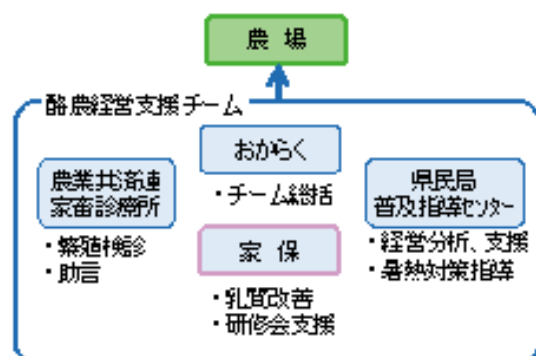 農場
酪農経営支援チーム
おからく
・チーム総括
農業共済連
家畜診療所
・繁殖検診
・助言
県民局
普及指導センター
・経営分析、支援
・暑熱対策指導
家保
・乳質改善
・研修会支援